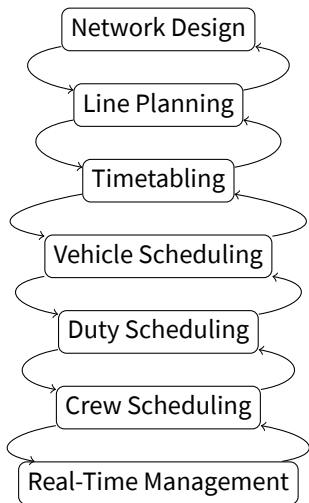 Network Design
Line Planning
Timetabling
Vehicle Scheduling
Duty Scheduling
Crew Scheduling
Real-Time Management